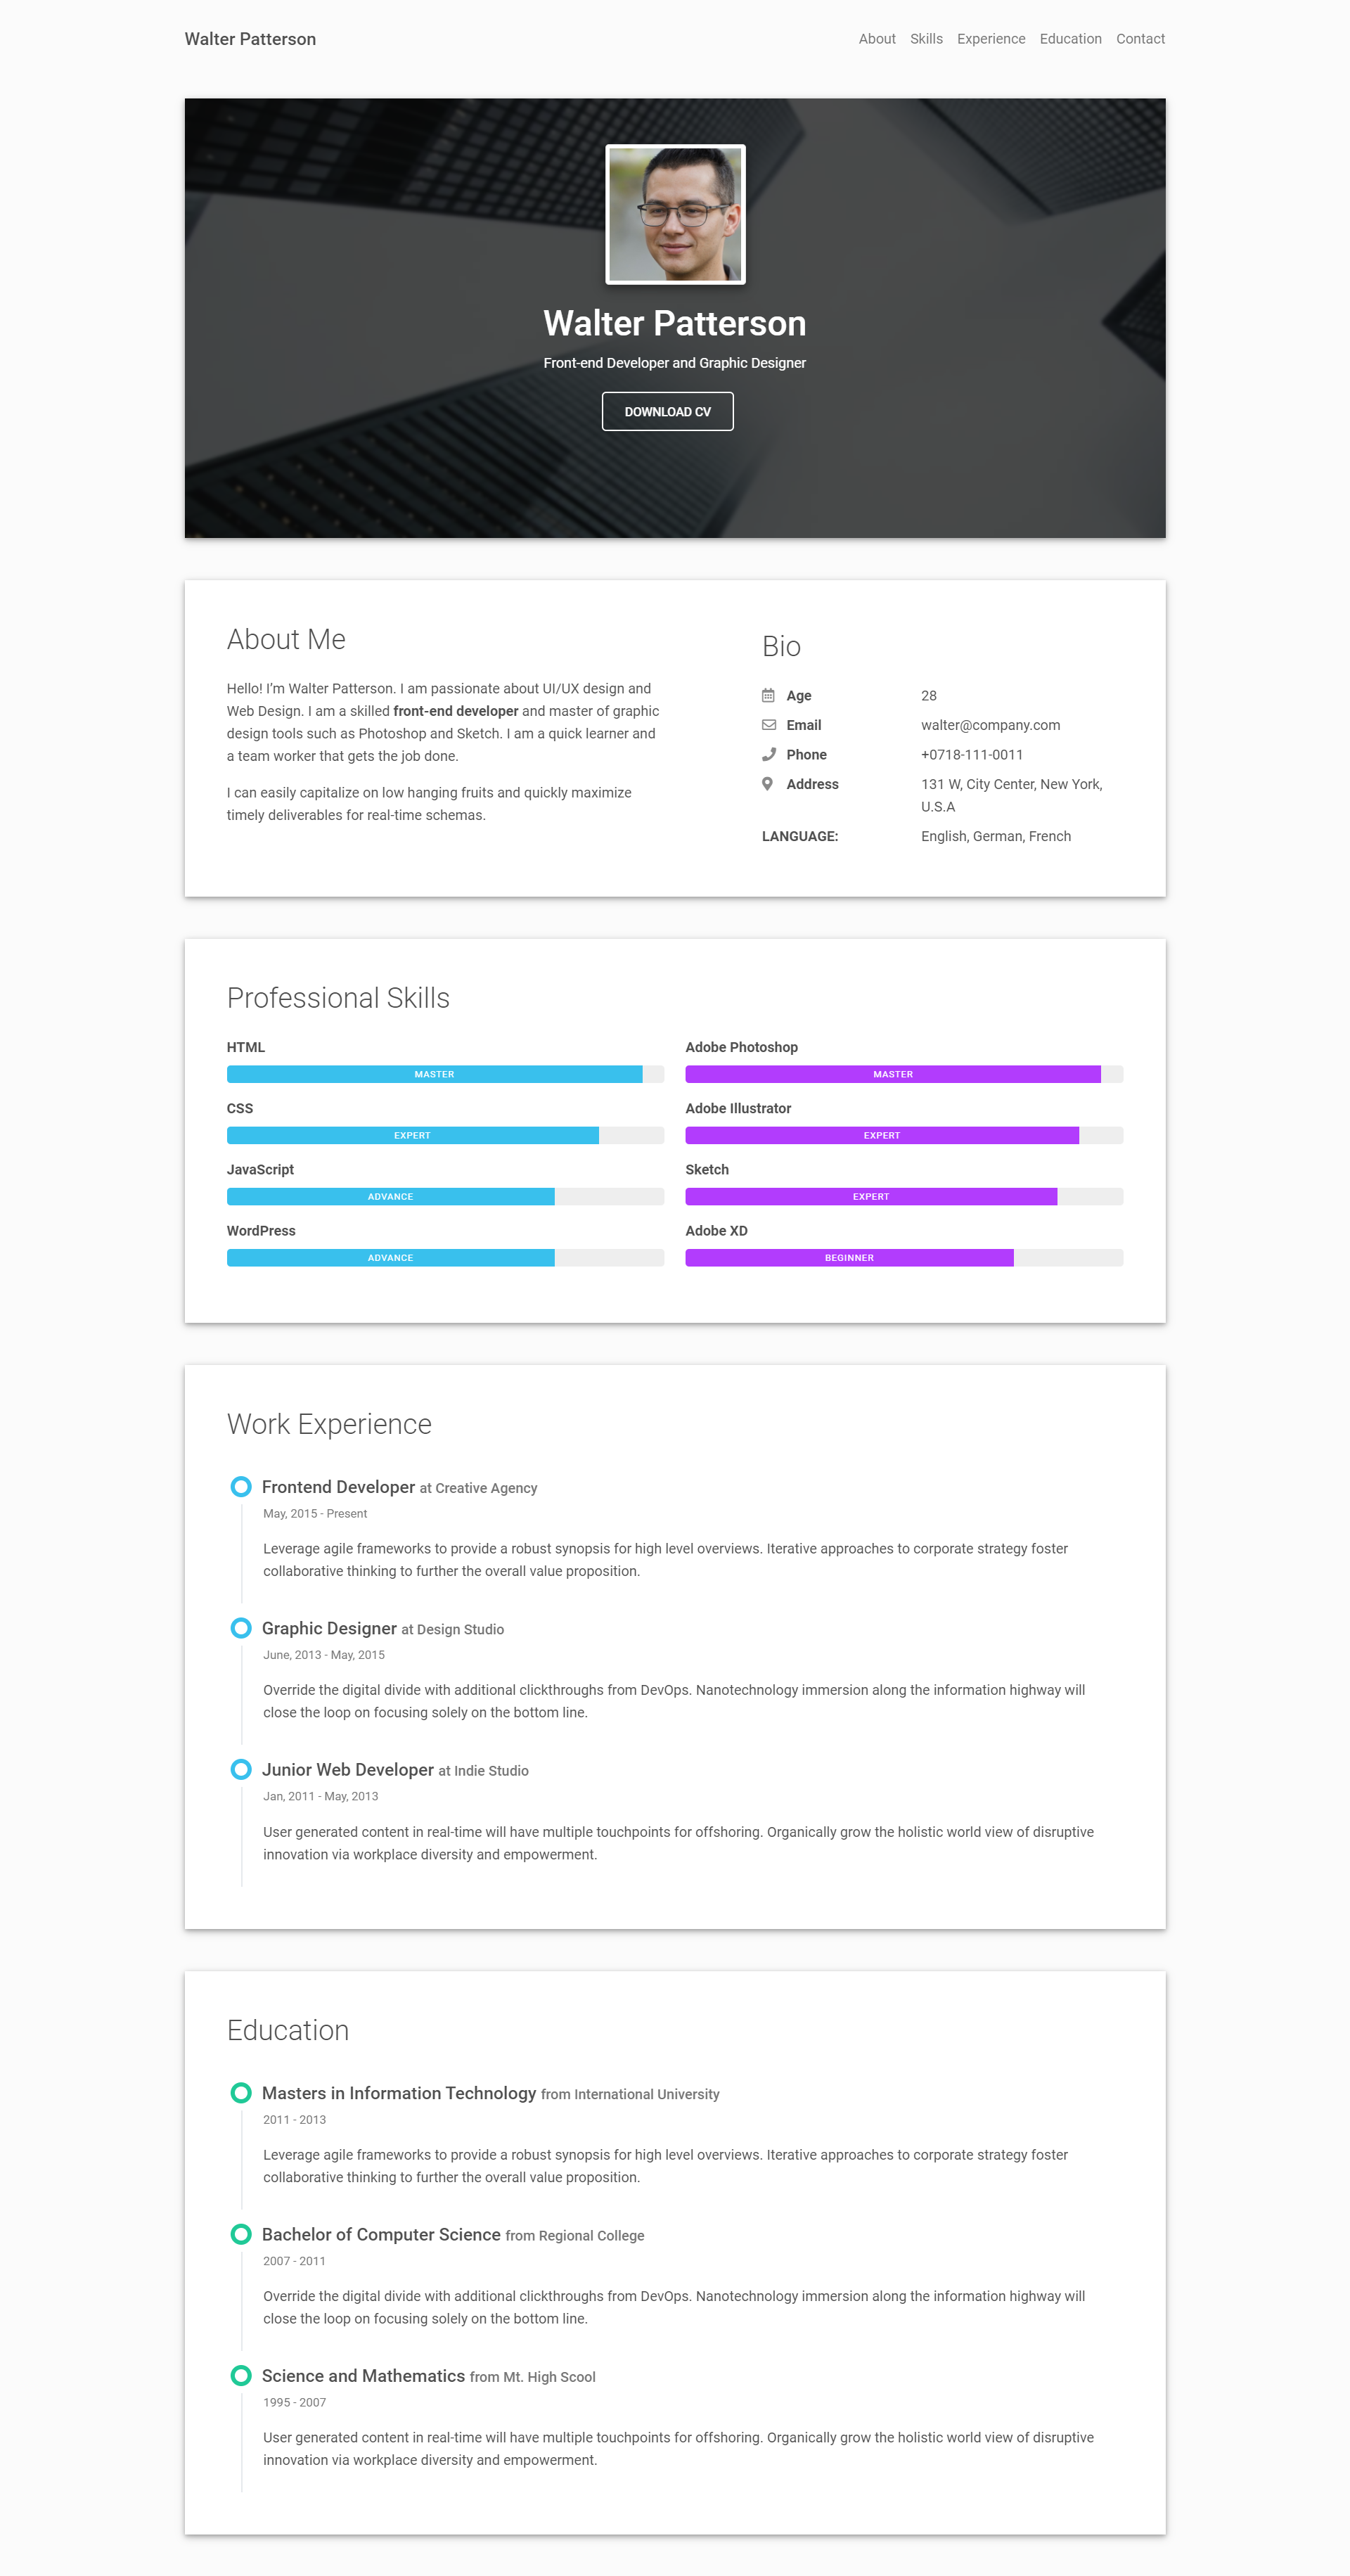 Walter Patterson
About Skills Experience Education Contact
Walter Patterson
Front-end Developer and Graphic Designer
DOWNLOAD CV
About Me
Hello! I'm Walter Patterson. I am passionate about UI/UX design and
Web Design. I am a skilled front-end developer and master of graphic
design tools such as Photoshop and Sketch. I am a quick learner and
a team worker that gets the job done.
I can easily capitalize on low hanging fruits and quickly maximize
timely deliverables for real-time schemas.
Bio
Age 28
Email walter@company.com
Phone +0718-111-0011
Address 131 W, City Center, New York,
U.S.A
LANGUAGE: English, German, French
Professional Skills
HTML
MASTER
CSS
EXPERT
JavaScript
ADVANCE
WordPress
ADVANCE
Adobe Photoshop
MASTER
Adobe Illustrator
EXPERT
Sketch
EXPERT
Adobe XD
BEGINNER
Work Experience
Frontend Developer at Creative Agency
May, 2015 - Present
Leverage agile frameworks to provide a robust synopsis for high level overviews. Iterative approaches to corporate strategy foster
collaborative thinking to further the overall value proposition.
Graphic Designer at Design Studio
June, 2013 - May, 2015
Override the digital divide with additional clickthroughs from DevOps. Nanotechnology immersion along the information highway will
close the loop on focusing solely on the bottom line.
Junior Web Developer at Indie Studio
Jan, 2011 - May, 2013
User generated content in real-time will have multiple touchpoints for offshoring. Organically grow the holistic world view of disruptive
innovation via workplace diversity and empowerment.
Education
Masters in Information Technology from International University
2011 - 2013
Leverage agile frameworks to provide a robust synopsis for high level overviews. Iterative approaches to corporate strategy foster
collaborative thinking to further the overall value proposition.
Bachelor of Computer Science from Regional College
2007 - 2011
Override the digital divide with additional clickthroughs from DevOps. Nanotechnology immersion along the information highway will
close the loop on focusing solely on the bottom line.
Science and Mathematics from Mt. High Scool
1995 - 2007
User generated content in real-time will have multiple touchpoints for offshoring. Organically grow the holistic world view of disruptive
innovation via workplace diversity and empowerment.